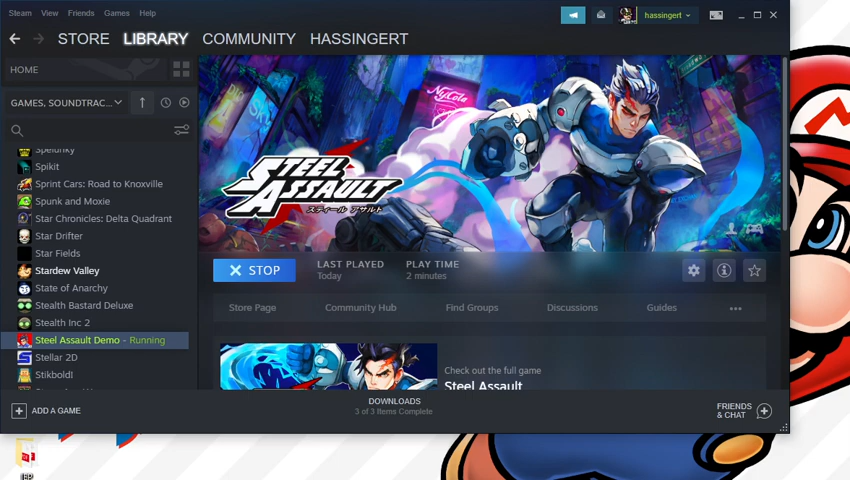 Steam View Friends Games Help
hassingert
STORE LIBRARY COMMUNITY HASSINGERT
HOME
GAMES, SOUNDTRAC...
Spelunky
Spikit
Sprint Cars: Road to Knoxville
Spunk and Moxie
Star Chronicles: Delta Quadrant
Star Drifter
Star Fields
Stardew Valley
State of Anarchy
Stealth Bastard Deluxe
Stealth Inc 2
Steel Assault Demo - Running
Stellar 2D
Stikbold!
NyCola
STEEL
ASSAULT
スティール アサルト
STOP
LAST PLAYED
Today
PLAY TIME
2 minutes
Store Page Community Hub Find Groups Discussions Guides
Check out the full game
Steel Assault
ADD A GAME
DOWNLOADS
3 of 3 Items Complete
FRIENDS
& CHAT